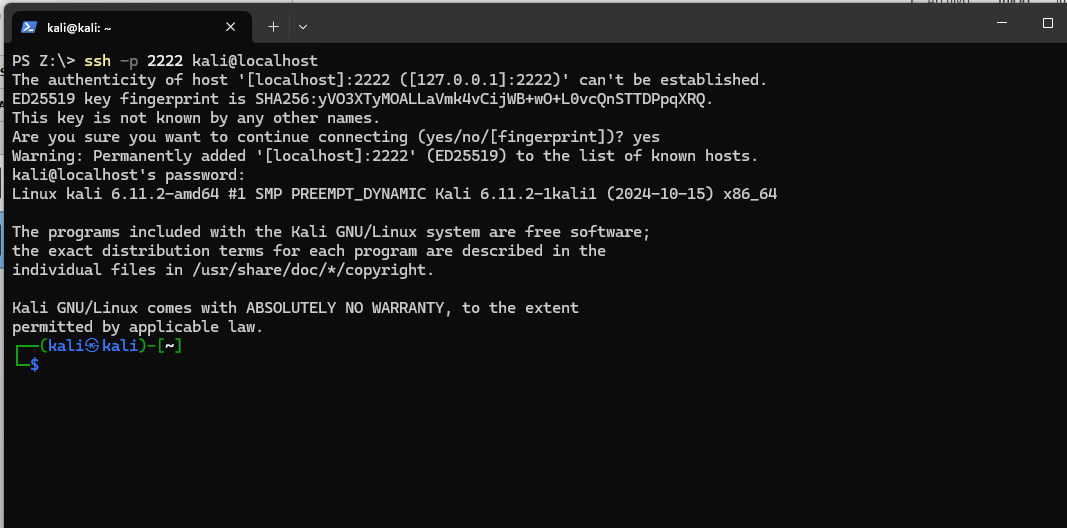 kali@kali: ~
PS Z:\> ssh -p 2222 kali@localhost
The authenticity of host '[localhost]:2222 ([127.0.0.1]:2222)' can't be established.
ED25519 key fingerprint is SHA256:yVO3XTyMOALLaVmk4vCijWB+wO+L0vcQnSTTDPpqXRQ.
This key is not known by any other names.
Are you sure you want to continue connecting (yes/no/[fingerprint])? yes
Warning: Permanently added '[localhost]:2222' (ED25519) to the list of known hosts.
kali@localhost's password:
Linux kali 6.11.2-amd64 #1 SMP PREEMPT_DYNAMIC Kali 6.11.2-1kali1 (2024-10-15) x86_64
The programs included with the Kali GNU/Linux system are free software;
the exact distribution terms for each program are described in the
individual files in /usr/share/doc/*/copyright.
Kali GNU/Linux comes with ABSOLUTELY NO WARRANTY, to the extent
permitted by applicable law.
┌──(kali㉿kali)-[~]
└─$